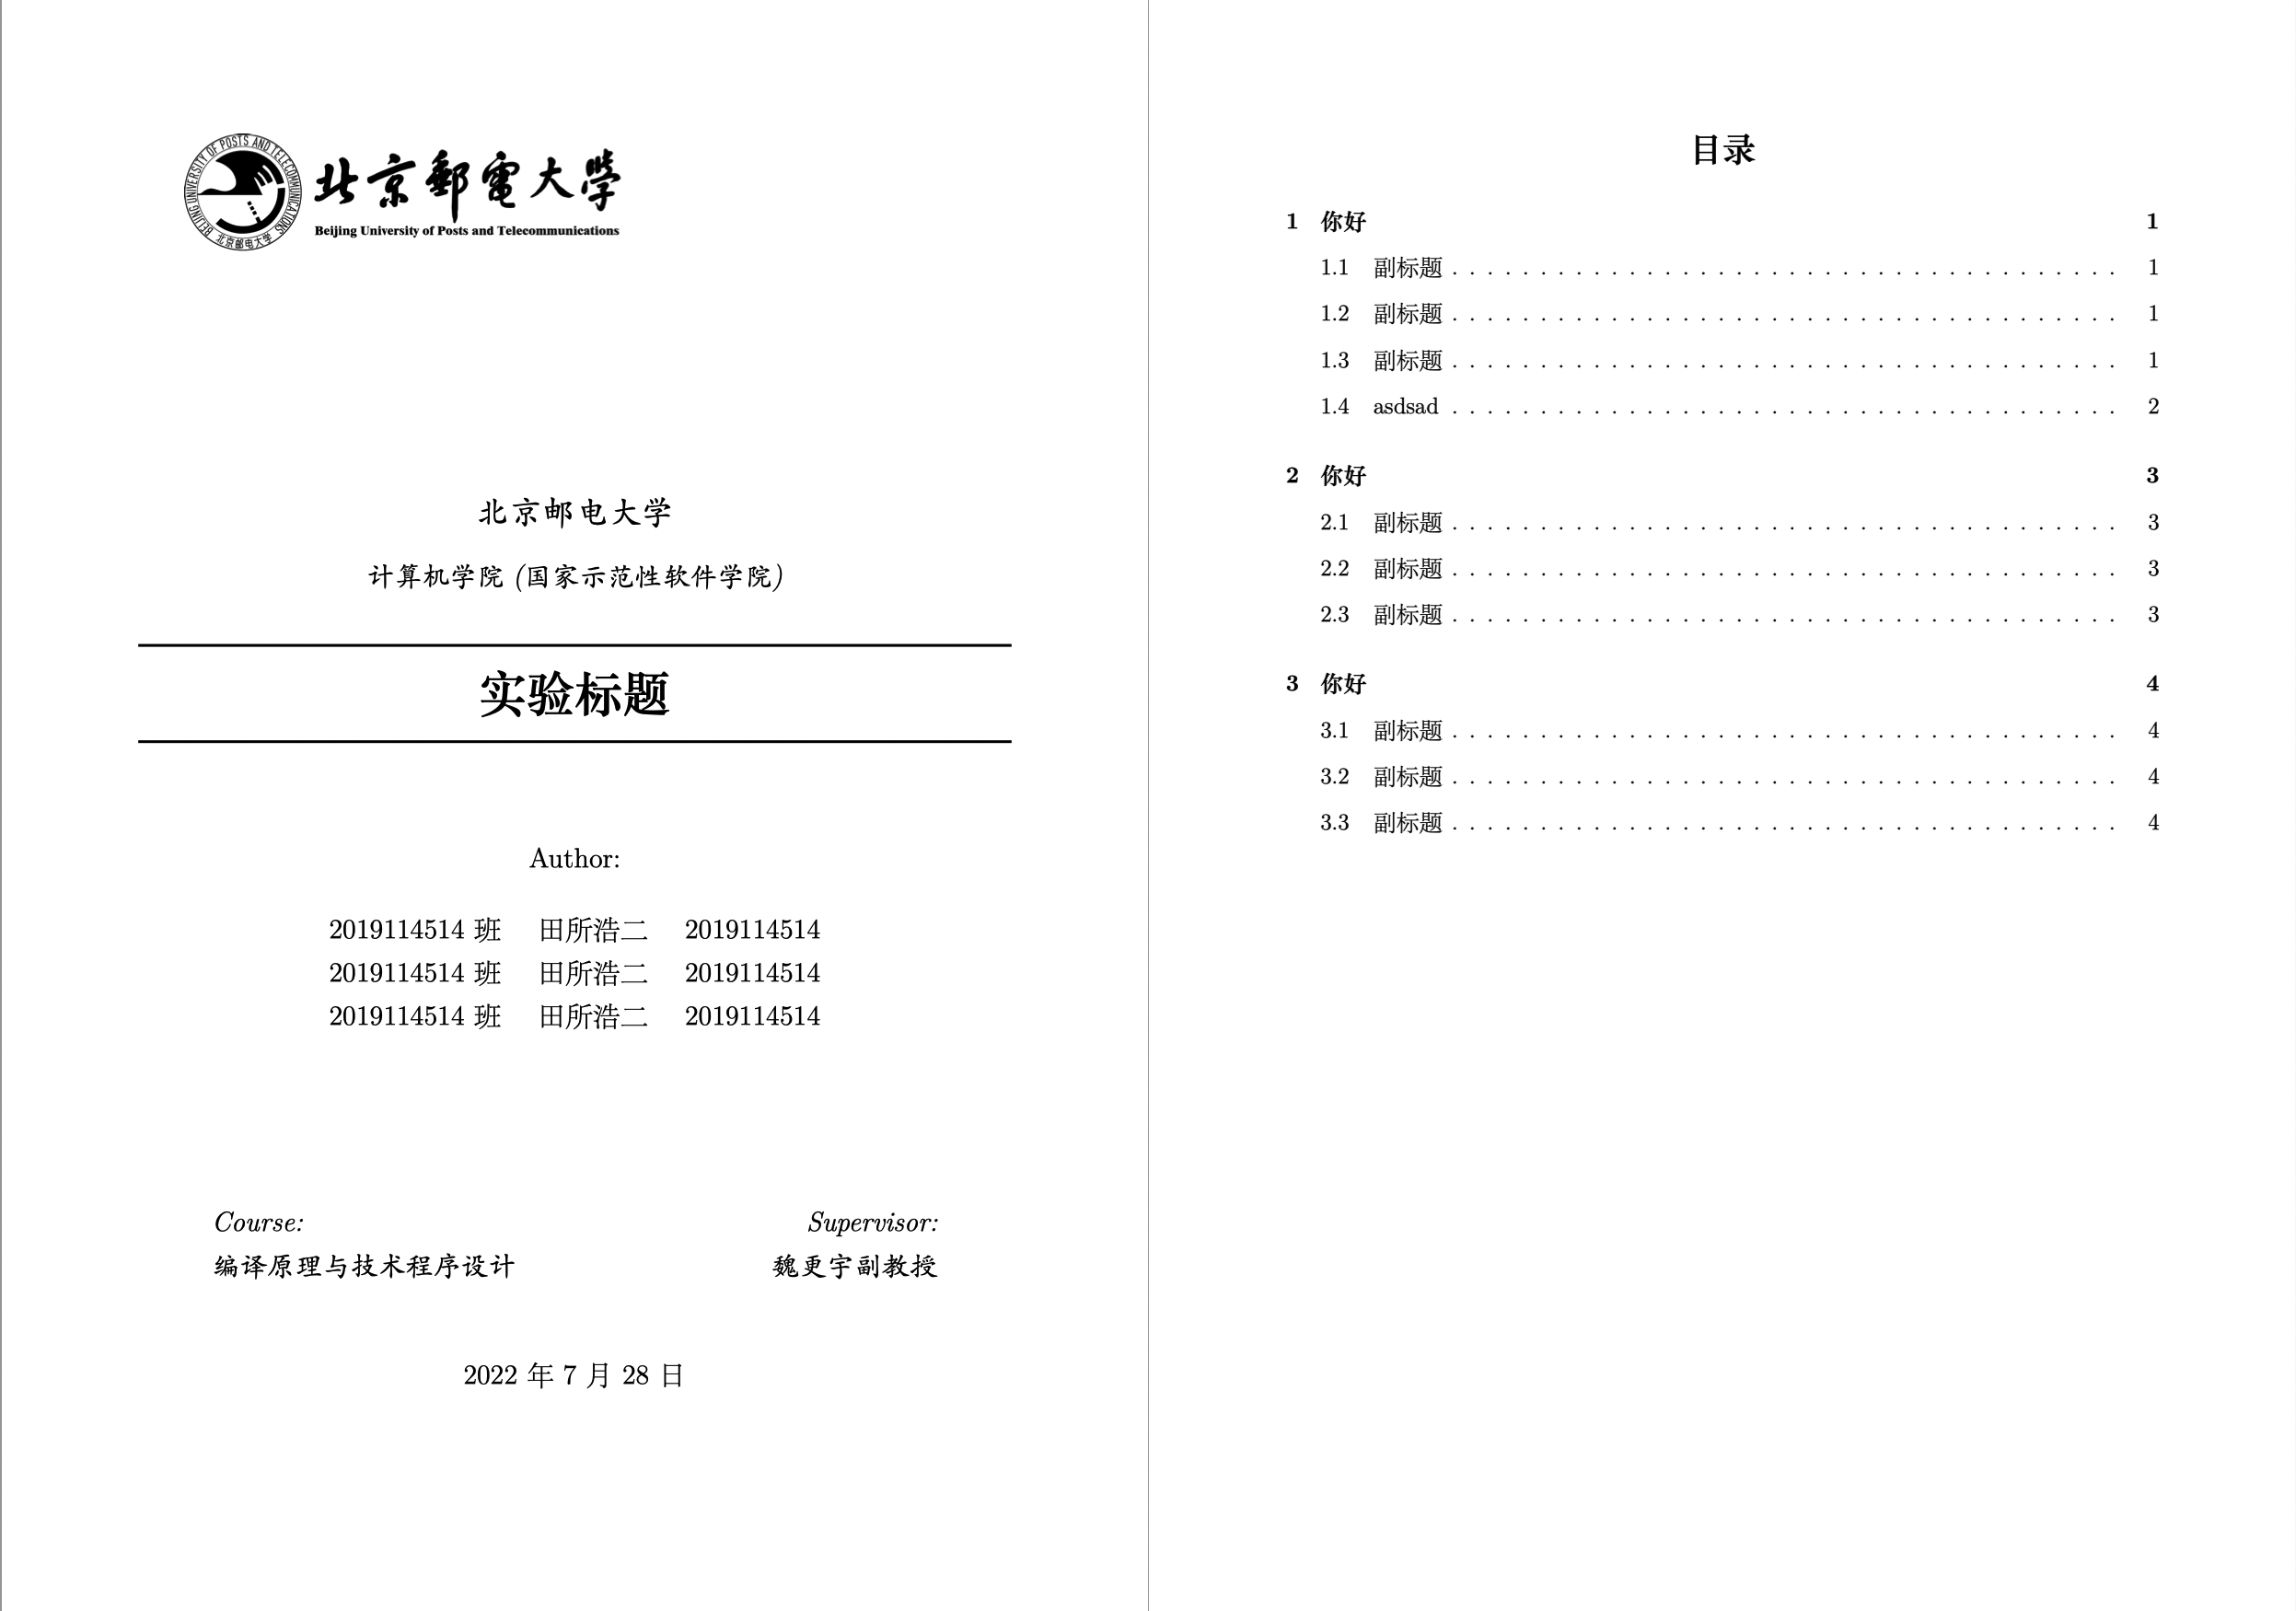 BEIJING UNIVERSITY OF POSTS AND TELECOMMUNICATIONS
北京邮电大学
北京郵電大學
Beijing University of Posts and Telecommunications
北京邮电大学
计算机学院 (国家示范性软件学院)
实验标题
Author:
2019114514 班 田所浩二 2019114514
2019114514 班 田所浩二 2019114514
2019114514 班 田所浩二 2019114514
Course:
编译原理与技术程序设计
Supervisor:
魏更宇副教授
2022 年 7 月 28 日
目录
1 你好 1
1.1 副标题 . . . . . . . . . . . . . . . . . . . . . . . . . . . . . . . . . . . . . . 1
1.2 副标题 . . . . . . . . . . . . . . . . . . . . . . . . . . . . . . . . . . . . . . 1
1.3 副标题 . . . . . . . . . . . . . . . . . . . . . . . . . . . . . . . . . . . . . . 1
1.4 asdsad . . . . . . . . . . . . . . . . . . . . . . . . . . . . . . . . . . . . . . 2
2 你好 3
2.1 副标题 . . . . . . . . . . . . . . . . . . . . . . . . . . . . . . . . . . . . . . 3
2.2 副标题 . . . . . . . . . . . . . . . . . . . . . . . . . . . . . . . . . . . . . . 3
2.3 副标题 . . . . . . . . . . . . . . . . . . . . . . . . . . . . . . . . . . . . . . 3
3 你好 4
3.1 副标题 . . . . . . . . . . . . . . . . . . . . . . . . . . . . . . . . . . . . . . 4
3.2 副标题 . . . . . . . . . . . . . . . . . . . . . . . . . . . . . . . . . . . . . . 4
3.3 副标题 . . . . . . . . . . . . . . . . . . . . . . . . . . . . . . . . . . . . . . 4